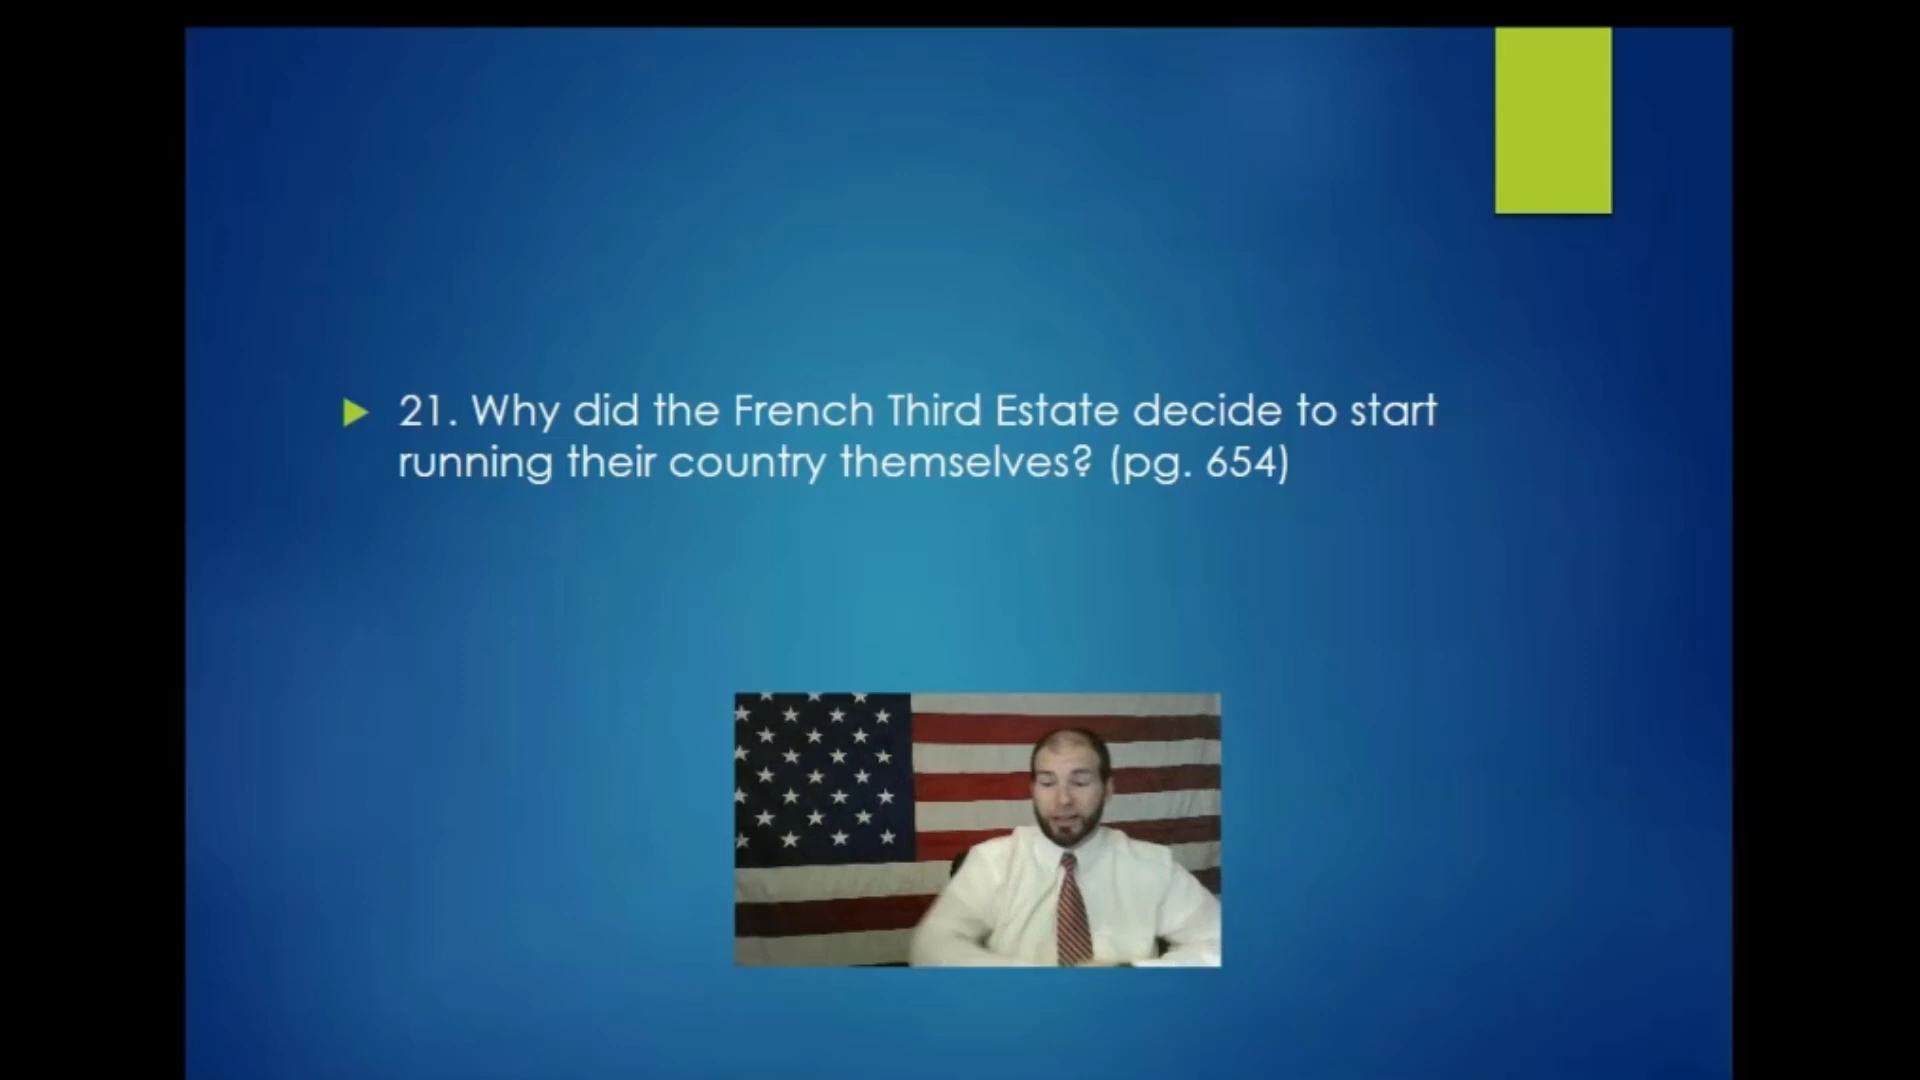 21. Why did the French Third Estate decide to start
running their country themselves? (pg. 654)